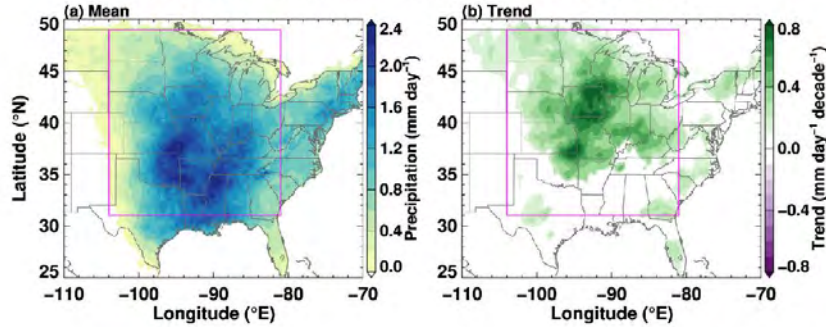 (a) Mean
50
45
40
35
30
25
Latitude (°N)
−110 −100 −90 −80 −70
Longitude (°E)
2.4
2.0
1.6
1.2
0.8
0.4
0.0
Precipitation (mm day⁻¹)
(b) Trend
50
45
40
35
30
25
−110 −100 −90 −80 −70
Longitude (°E)
0.8
0.4
0.0
−0.4
−0.8
Trend (mm day⁻¹ decade⁻¹)